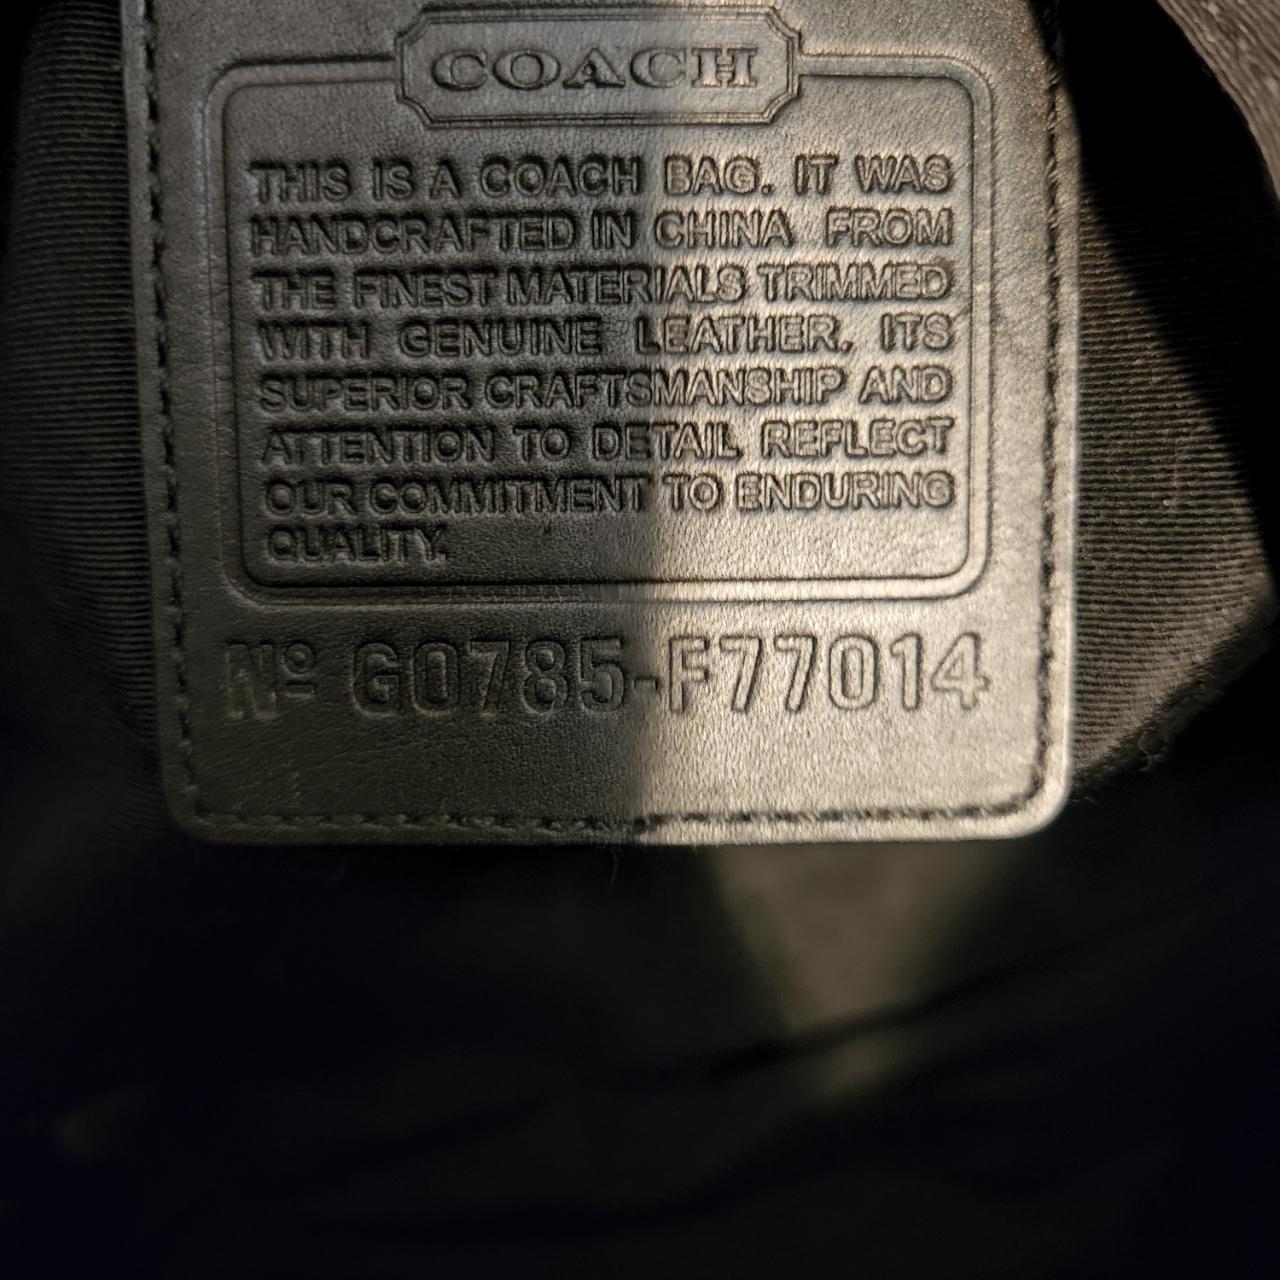 COACH
THIS IS A COACH BAG. IT WAS
HANDCRAFTED IN CHINA FROM
THE FINEST MATERIALS TRIMMED
WITH GENUINE LEATHER. ITS
SUPERIOR CRAFTSMANSHIP AND
ATTENTION TO DETAIL REFLECT
OUR COMMITMENT TO ENDURING
QUALITY.
Nº G0785-F77014